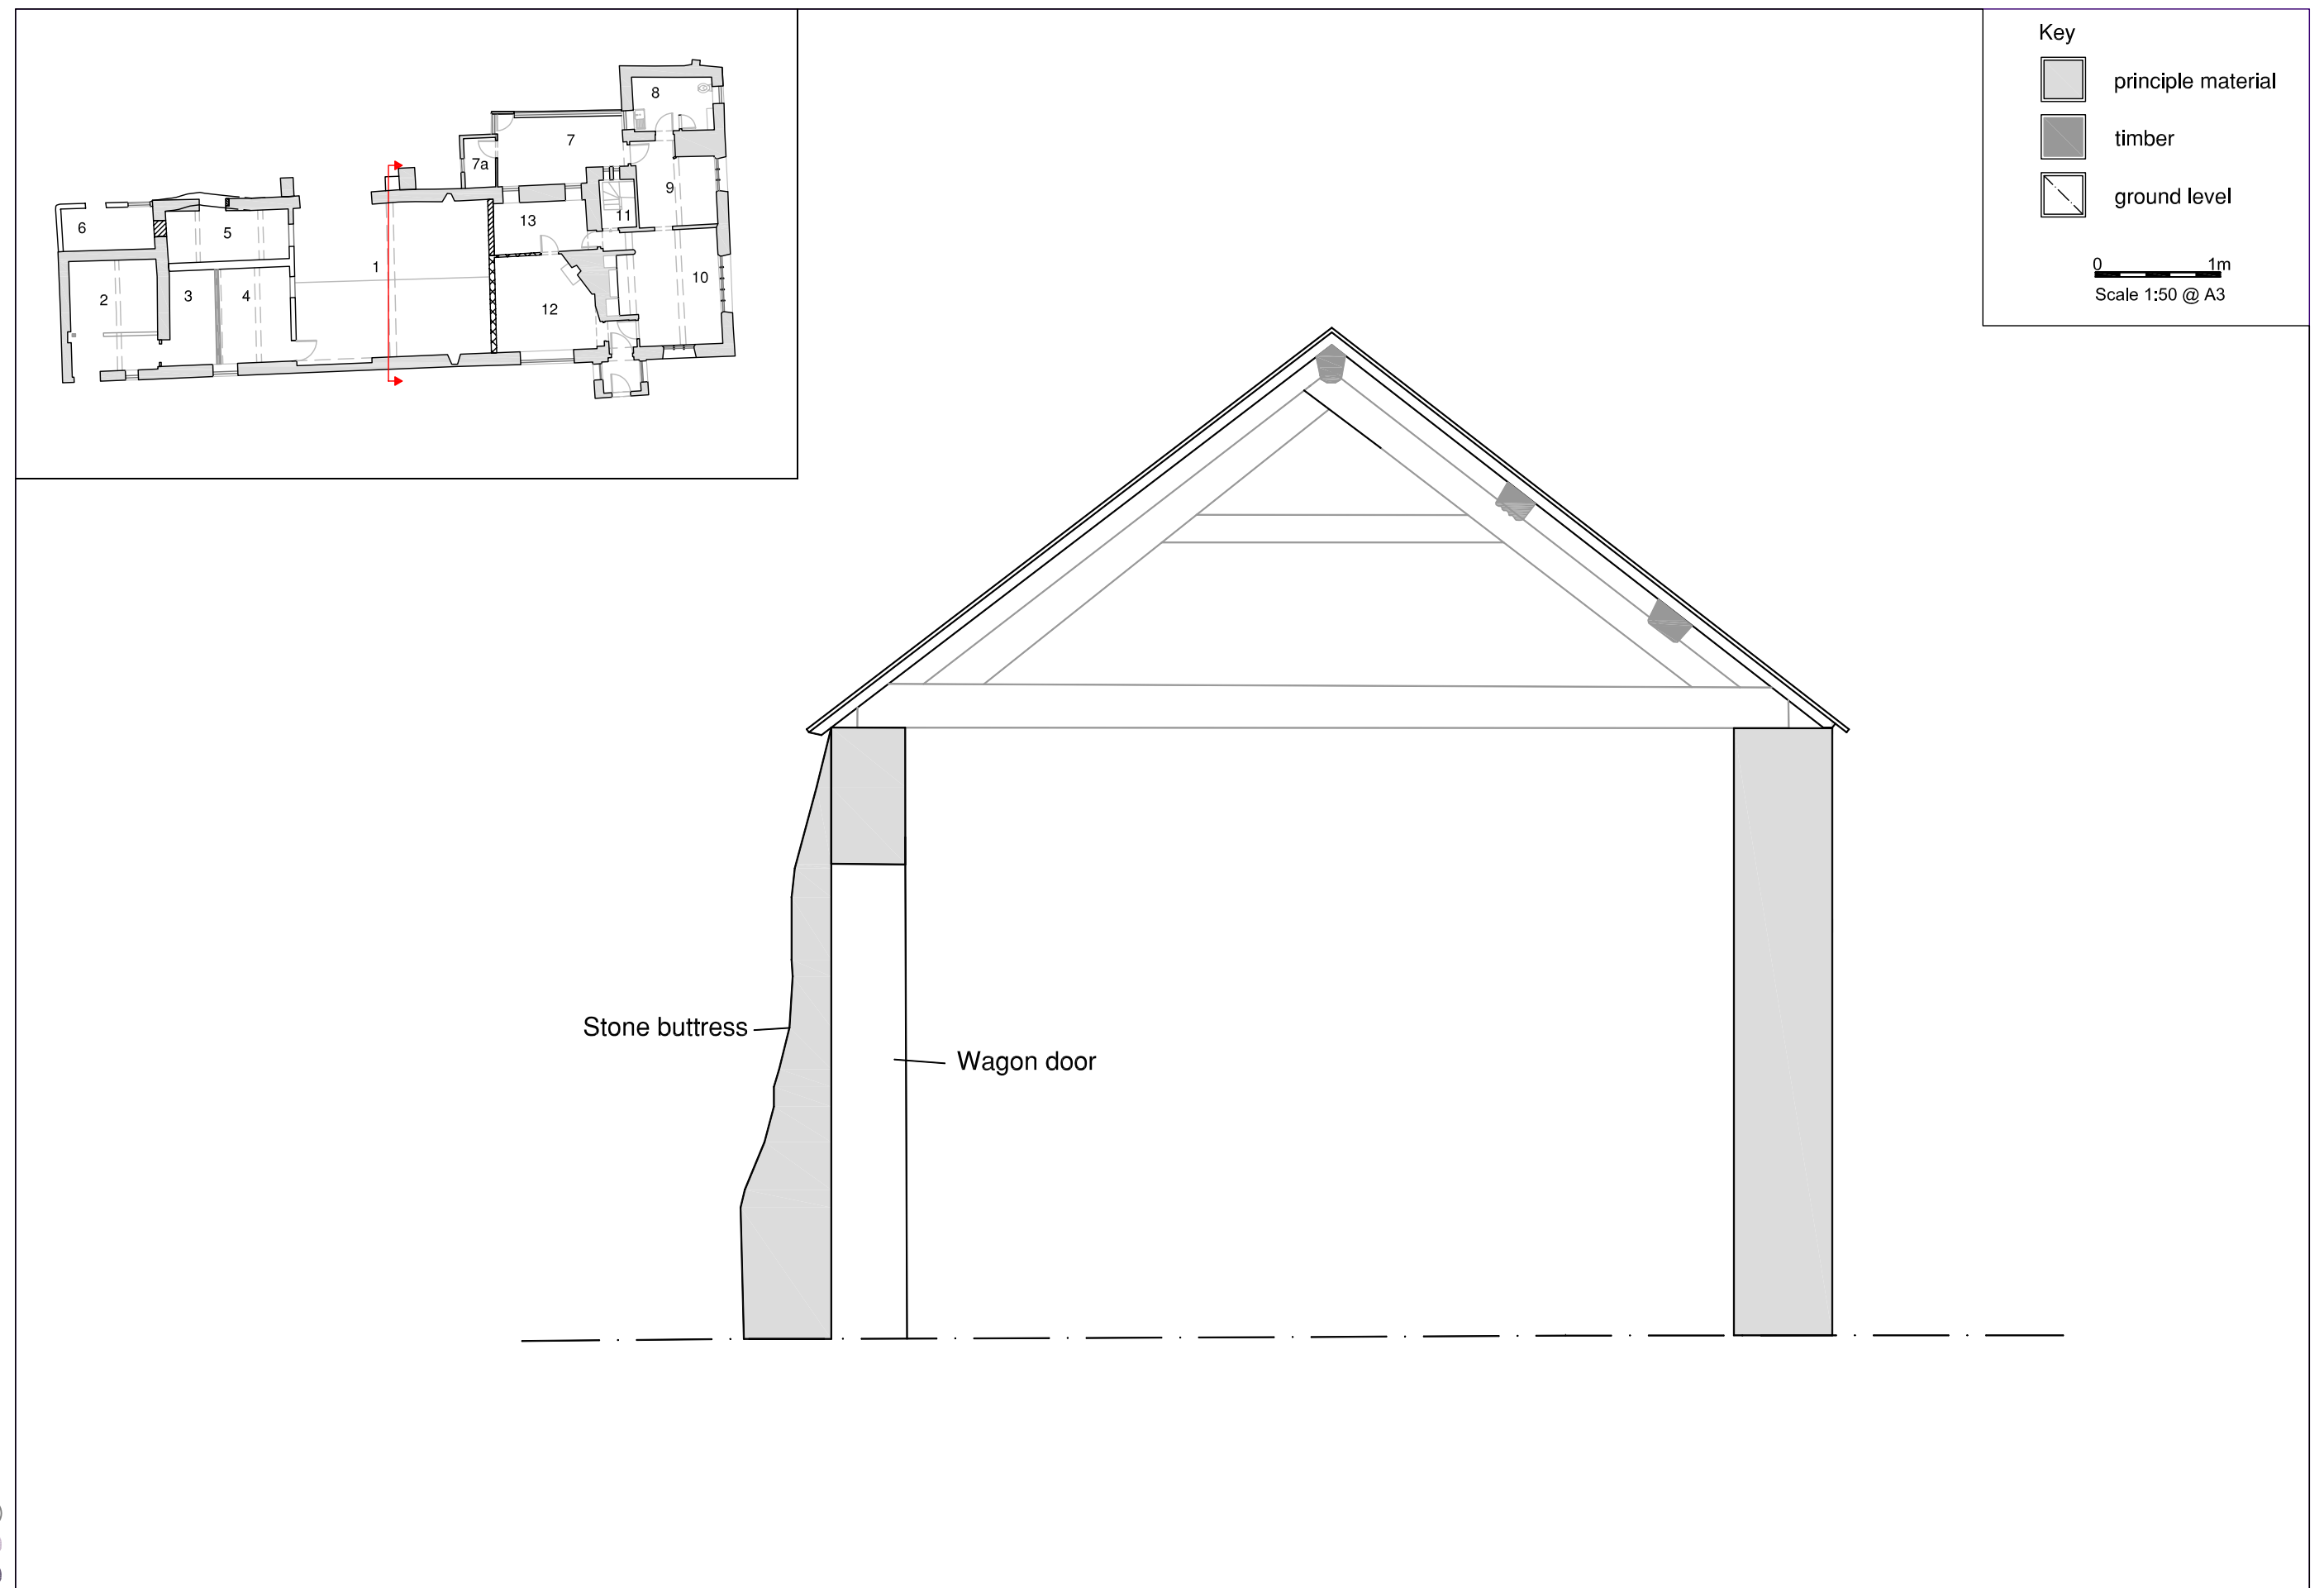 8
7
7a
9
13
11
6
5
1
10
2
3
4
12
Key
principle material
timber
ground level
0 1m
Scale 1:50 @ A3
Stone buttress
Wagon door